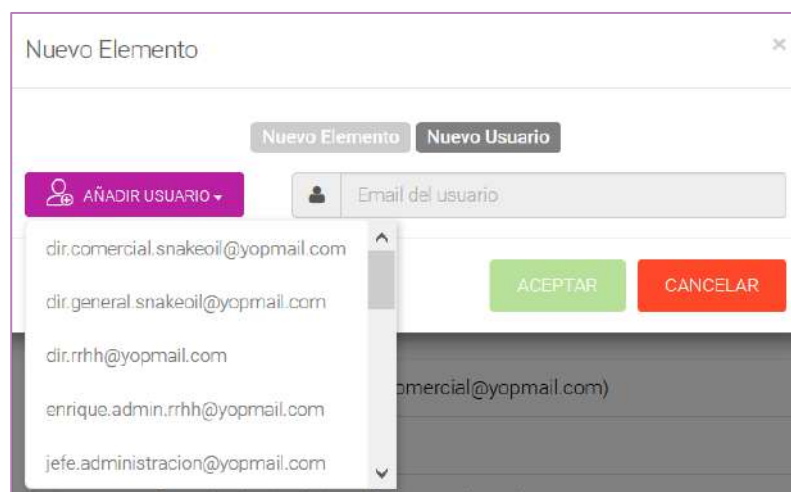 Nuevo Elemento
×
Nuevo Elemento Nuevo Usuario
AÑADIR USUARIO
Email del usuario
dir.comercial.snakeoil@yopmail.com
dir.general.snakeoil@yopmail.com
ACEPTAR CANCELAR
dir.rrhh@yopmail.com
omercial@yopmail.com)
enrique.admin.rrhh@yopmail.com
jefe.administracion@yopmail.com